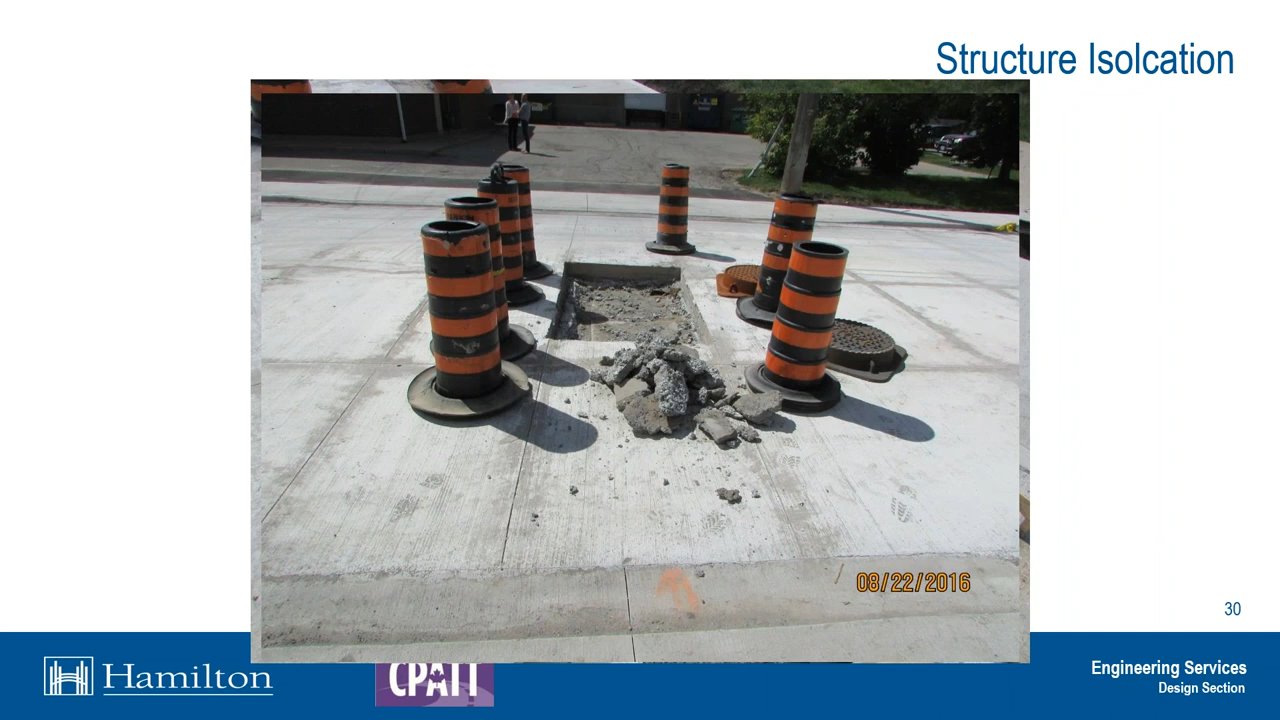 Structure Isolcation
08/22/2016
30
Hamilton
CPATT
Engineering Services
Design Section